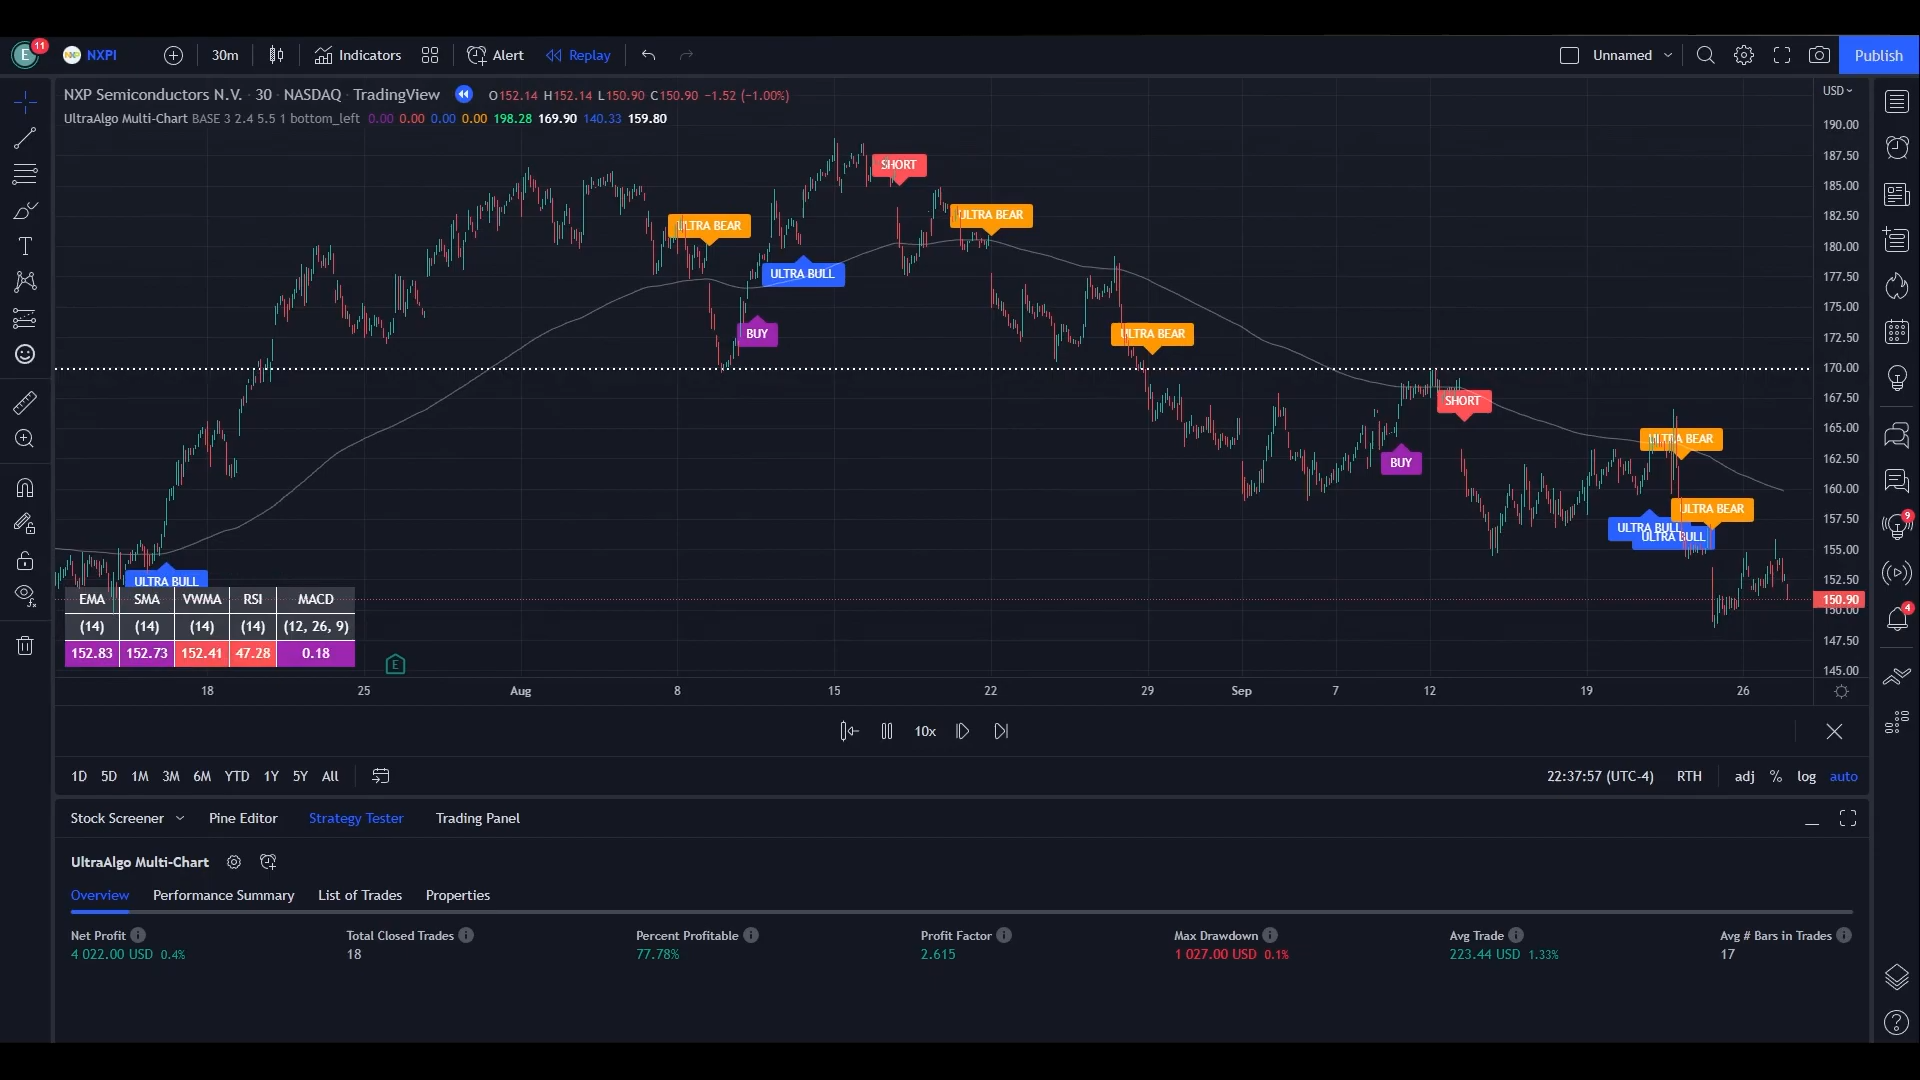 E 11 NXP NXPI 30m Indicators Alert Replay Unnamed Publish
NXP Semiconductors N.V. · 30 · NASDAQ · TradingView O152.14 H152.14 L150.90 C150.90 −1.52 (−1.00%)
UltraAlgo Multi-Chart BASE 3 2.4 5.5 1 bottom_left 0.00 0.00 0.00 0.00 198.28 169.90 140.33 159.80
USD
190.00
187.50
185.00
182.50
180.00
177.50
175.00
172.50
170.00
167.50
165.00
162.50
160.00
157.50
155.00
152.50
150.90
150.00
147.50
145.00
SHORT
ULTRA BEAR
ULTRA BEAR
ULTRA BULL
BUY
ULTRA BEAR
SHORT
BUY
ULTRA BEAR
ULTRA BEAR
ULTRA BULL
ULTRA BULL
ULTRA BULL
EMA SMA VWMA RSI MACD
(14) (14) (14) (14) (12, 26, 9)
152.83 152.73 152.41 47.28 0.18
E
9
4
18 25 Aug 8 15 22 29 Sep 7 12 19 26
10x
1D 5D 1M 3M 6M YTD 1Y 5Y All 22:37:57 (UTC-4) RTH adj % log auto
Stock Screener Pine Editor Strategy Tester Trading Panel
UltraAlgo Multi-Chart
Overview Performance Summary List of Trades Properties
Net Profit Total Closed Trades Percent Profitable Profit Factor Max Drawdown Avg Trade Avg # Bars in Trades
4 022.00 USD 0.4% 18 77.78% 2.615 1 027.00 USD 0.1% 223.44 USD 1.33% 17